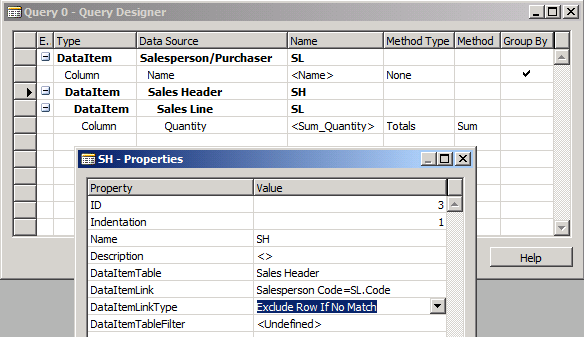 Query 0 - Query Designer
E. Type Data Source Name Method Type Method Group By
DataItem Salesperson/Purchaser SL
Column Name <Name> None
DataItem Sales Header SH
DataItem Sales Line SL
Column Quantity <Sum_Quantity> Totals Sum
SH - Properties
Property Value
ID 3
Indentation 1
Name SH
Description <>
DataItemTable Sales Header
DataItemLink Salesperson Code=SL.Code
DataItemLinkType Exclude Row If No Match
DataItemTableFilter <Undefined>
Help